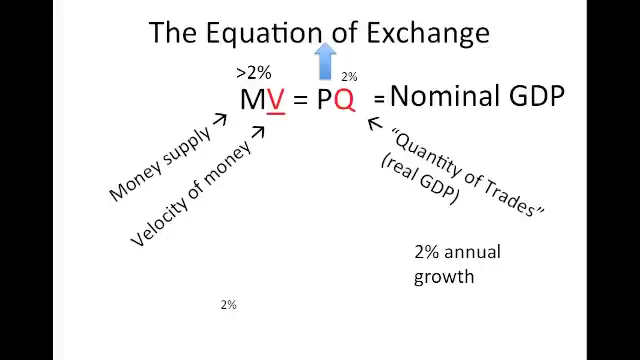 The Equation of Exchange
>2%
2%
MV = PQ = Nominal GDP
Money supply
Velocity of money
"Quantity of Trades"
(real GDP)
2% annual
growth
2%